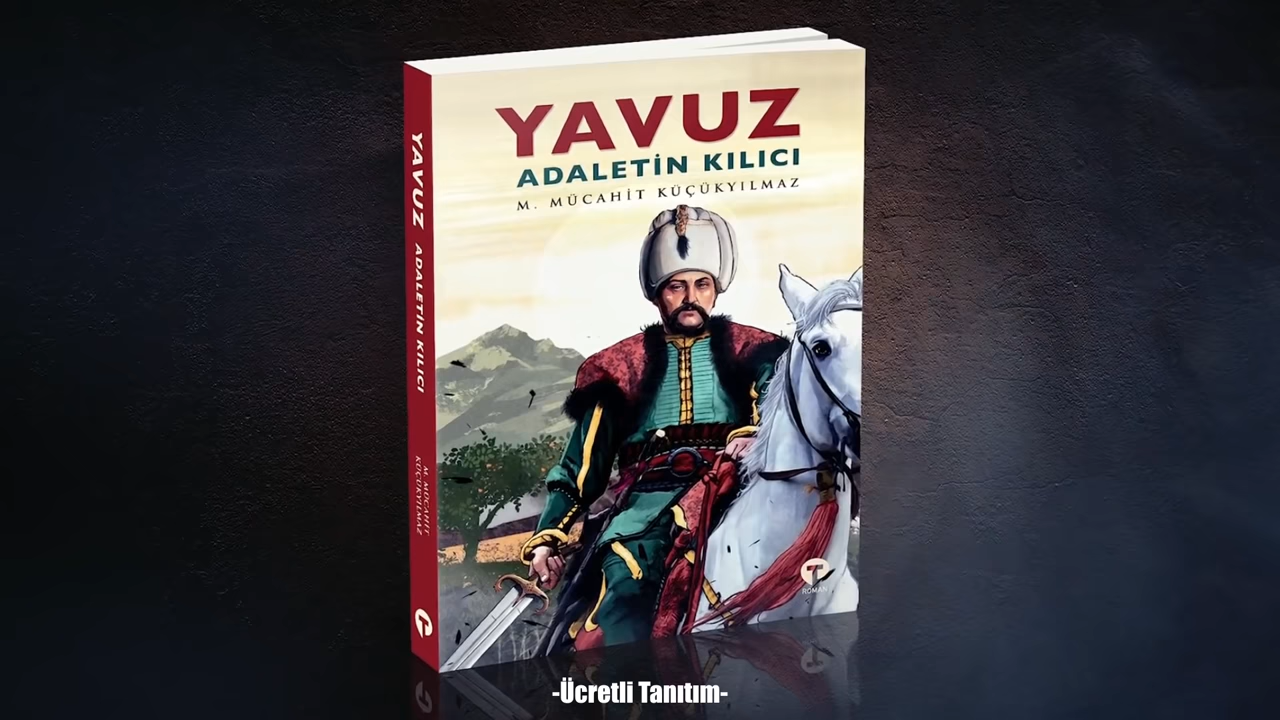 YAVUZ
ADALETİN KILICI
M. MÜCAHİT KÜÇÜKYILMAZ
YAVUZ ADALETİN KILICI
M. MÜCAHİT
KÜÇÜKYILMAZ
T
ROMAN
-Ücretli Tanıtım-